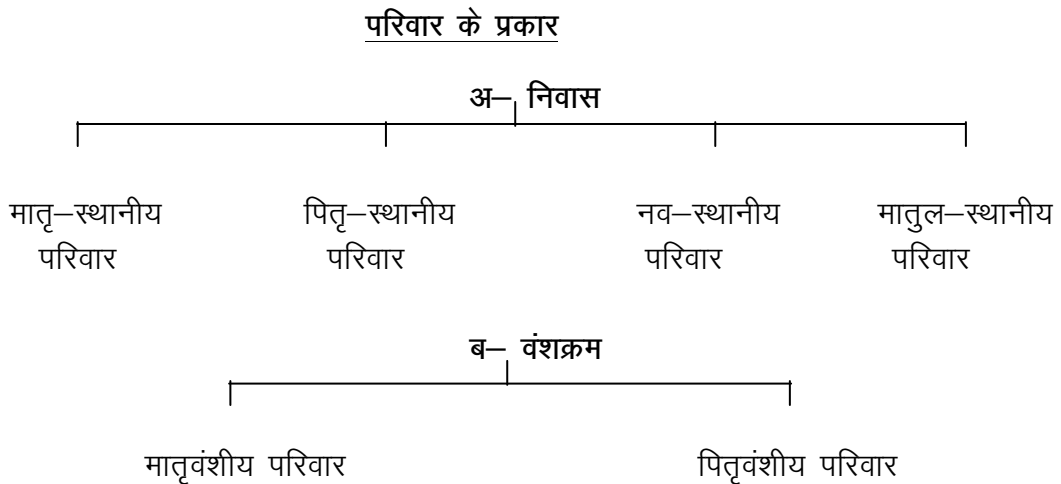 परिवार के प्रकार
अ– निवास
मातृ–स्थानीय पितृ–स्थानीय नव–स्थानीय मातुल–स्थानीय
परिवार परिवार परिवार परिवार
ब– वंशक्रम
मातृवंशीय परिवार पितृवंशीय परिवार